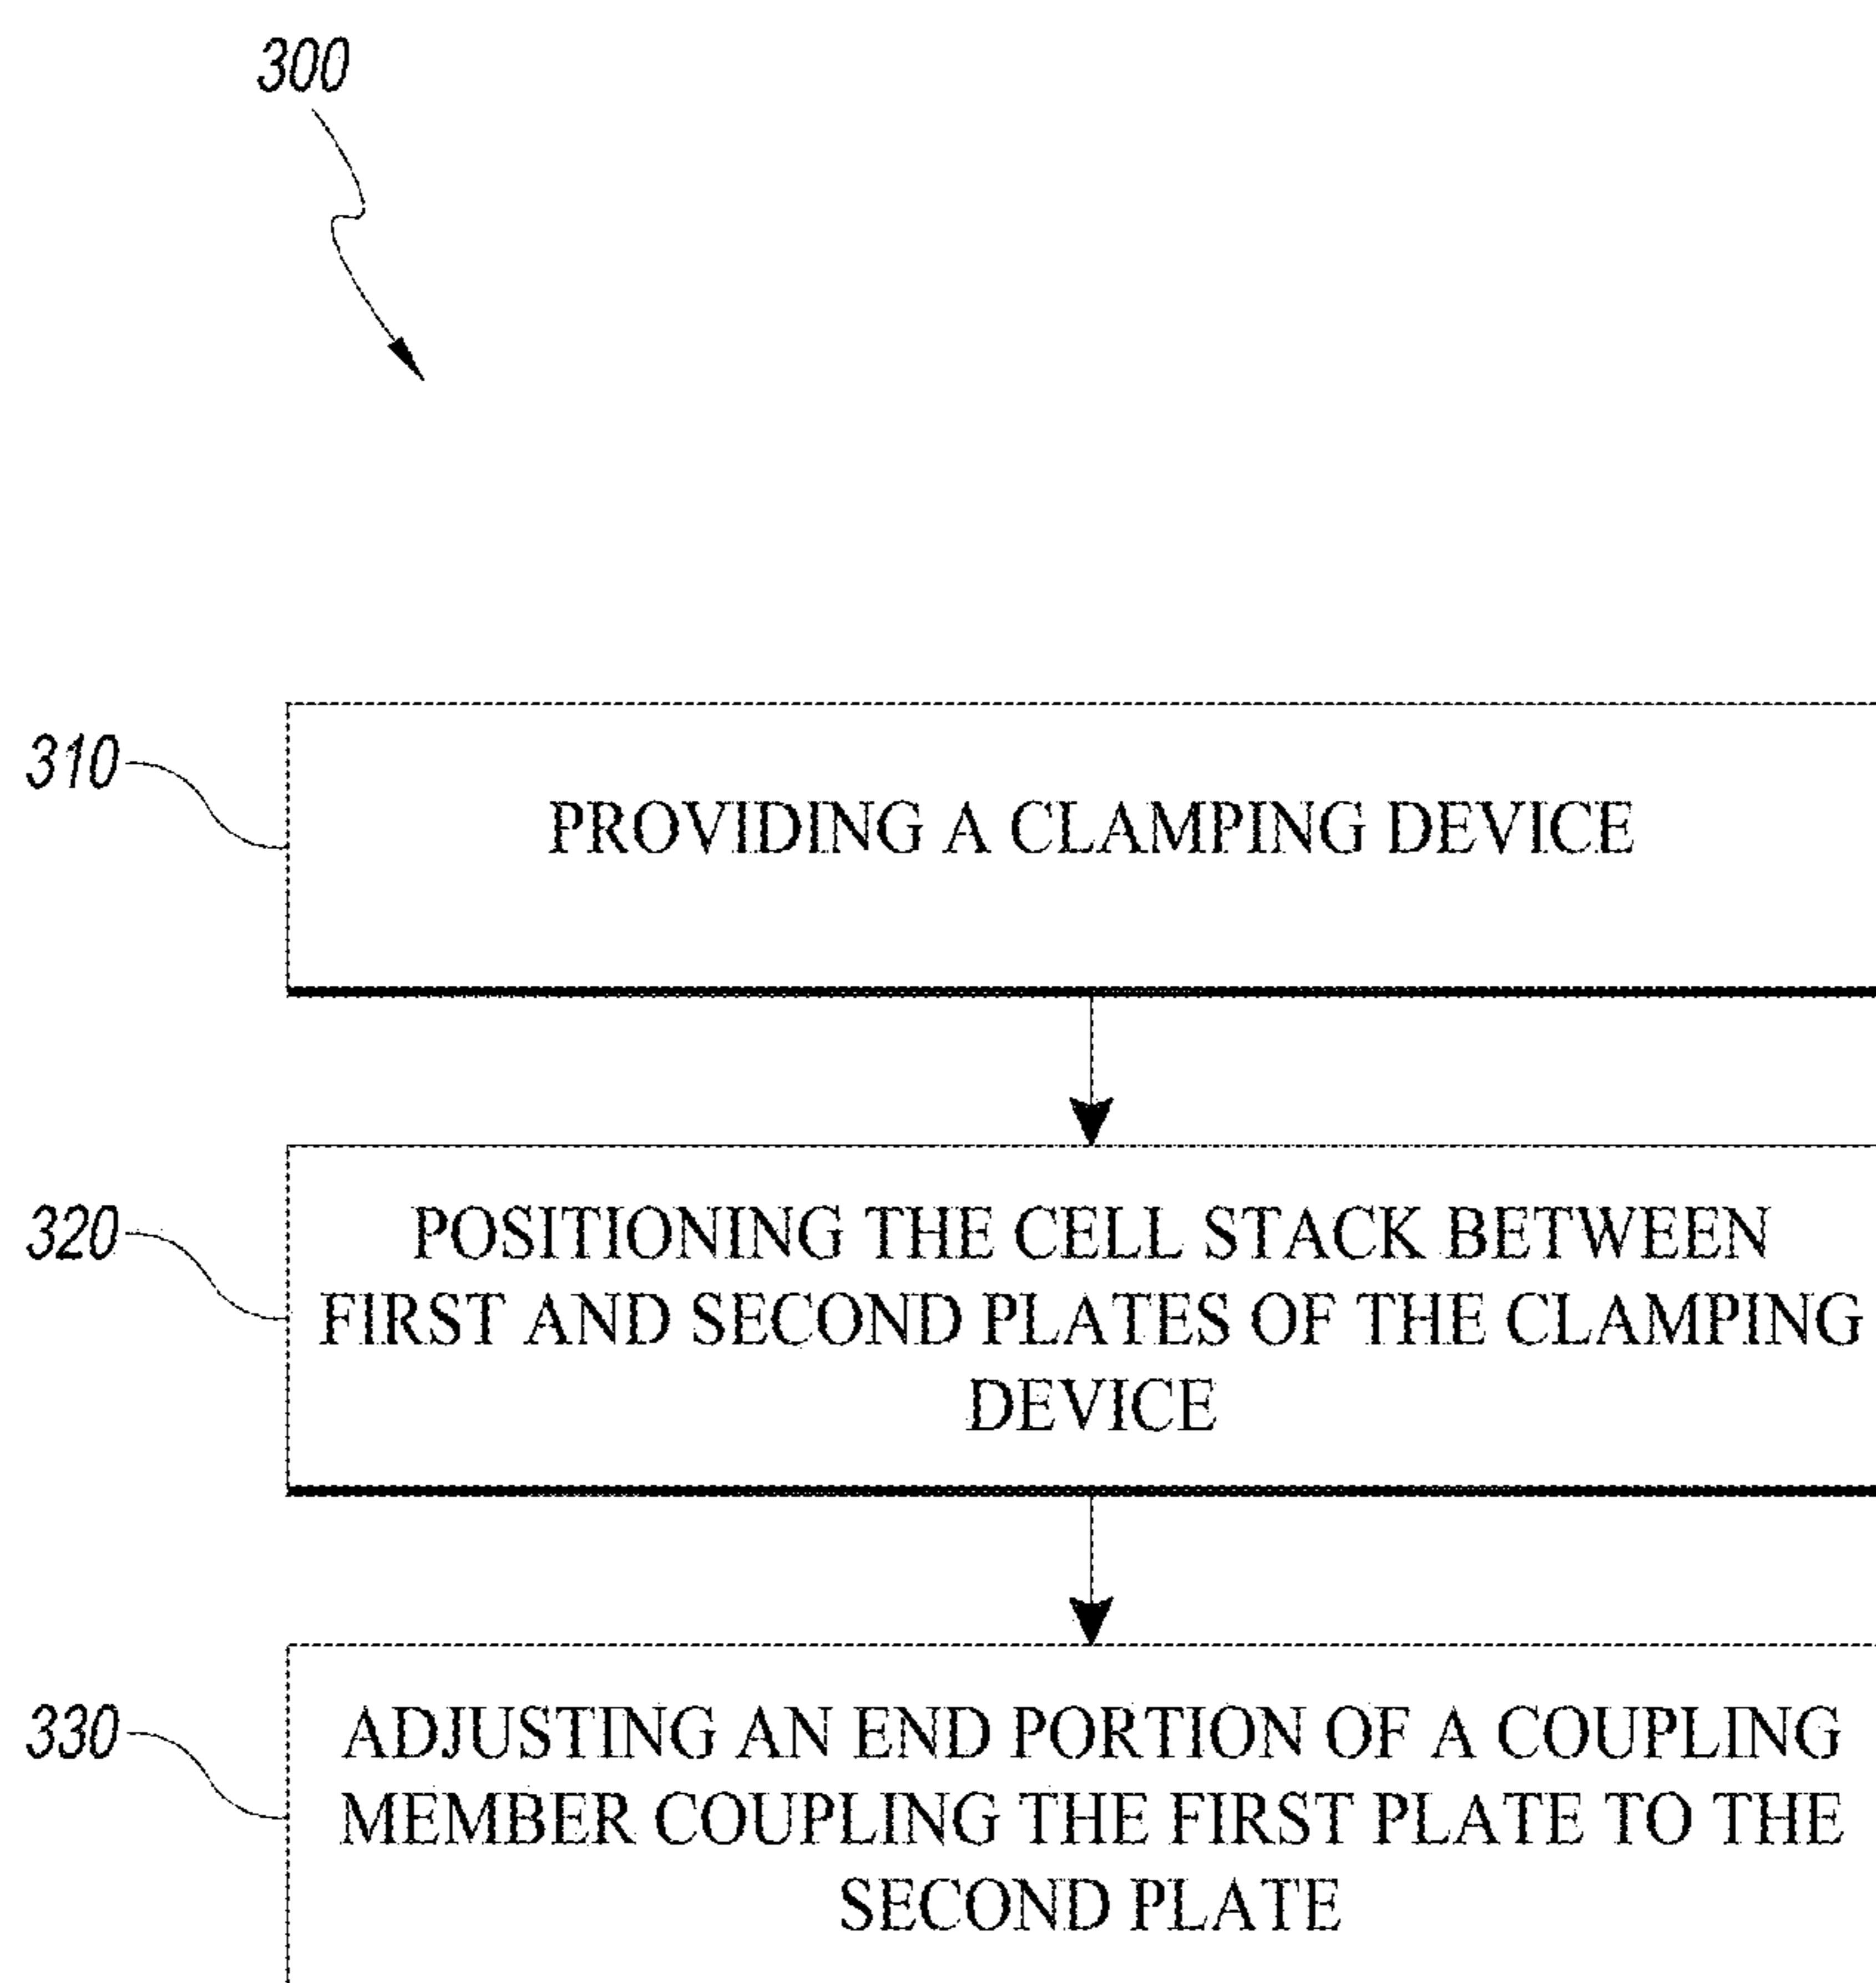 300
310
PROVIDING A CLAMPING DEVICE
320
POSITIONING THE CELL STACK BETWEEN
FIRST AND SECOND PLATES OF THE CLAMPING
DEVICE
330
ADJUSTING AN END PORTION OF A COUPLING
MEMBER COUPLING THE FIRST PLATE TO THE
SECOND PLATE